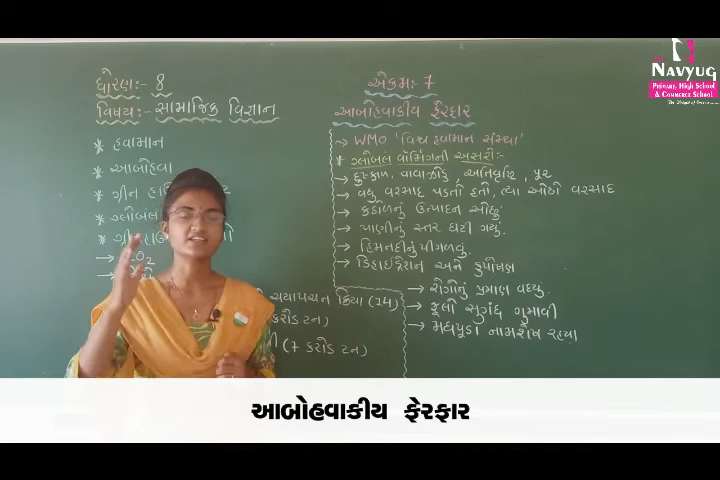 ધોરણ:- 8
વિષય:- સામાજિક વિજ્ઞાન
* હવામાન
* આબોહવા
* ગ્રીન
* ગ્લોબલ
*
એકમ:- 7
આબોહવાકીય ફેરફાર
→ WMO 'વિશ્વ હવામાન સંસ્થા'
* ગ્લોબલ વોર્મિંગની અસરો:-
→ દુષ્કાળ, વાવાઝોડું, અતિવૃષ્ટિ, પૂર
→ વધુ વરસાદ પડતો હતો, ત્યા ઓછો વરસાદ
→ કઠોળનું ઉત્પાદન ઓછું
→ પાણીનું સ્તર ઘટી ગયું.
→ હિમનદીનું પીગળવું.
→ ડિહાઈડ્રેશન અને કુપોષણ
→ રોગોનું પ્રમાણ વધ્યુ.
→ ફૂલો સુગંધ ગુમાવી
→ મધપૂડા નામશેષ રહ્યા
ચયાપચન ક્રિયા (14)
કરોડ ટન)
(7 કરોડ ટન)
NAVYUG
Primary, High School
& Commerce School
આબોહવાકીય ફેરફાર